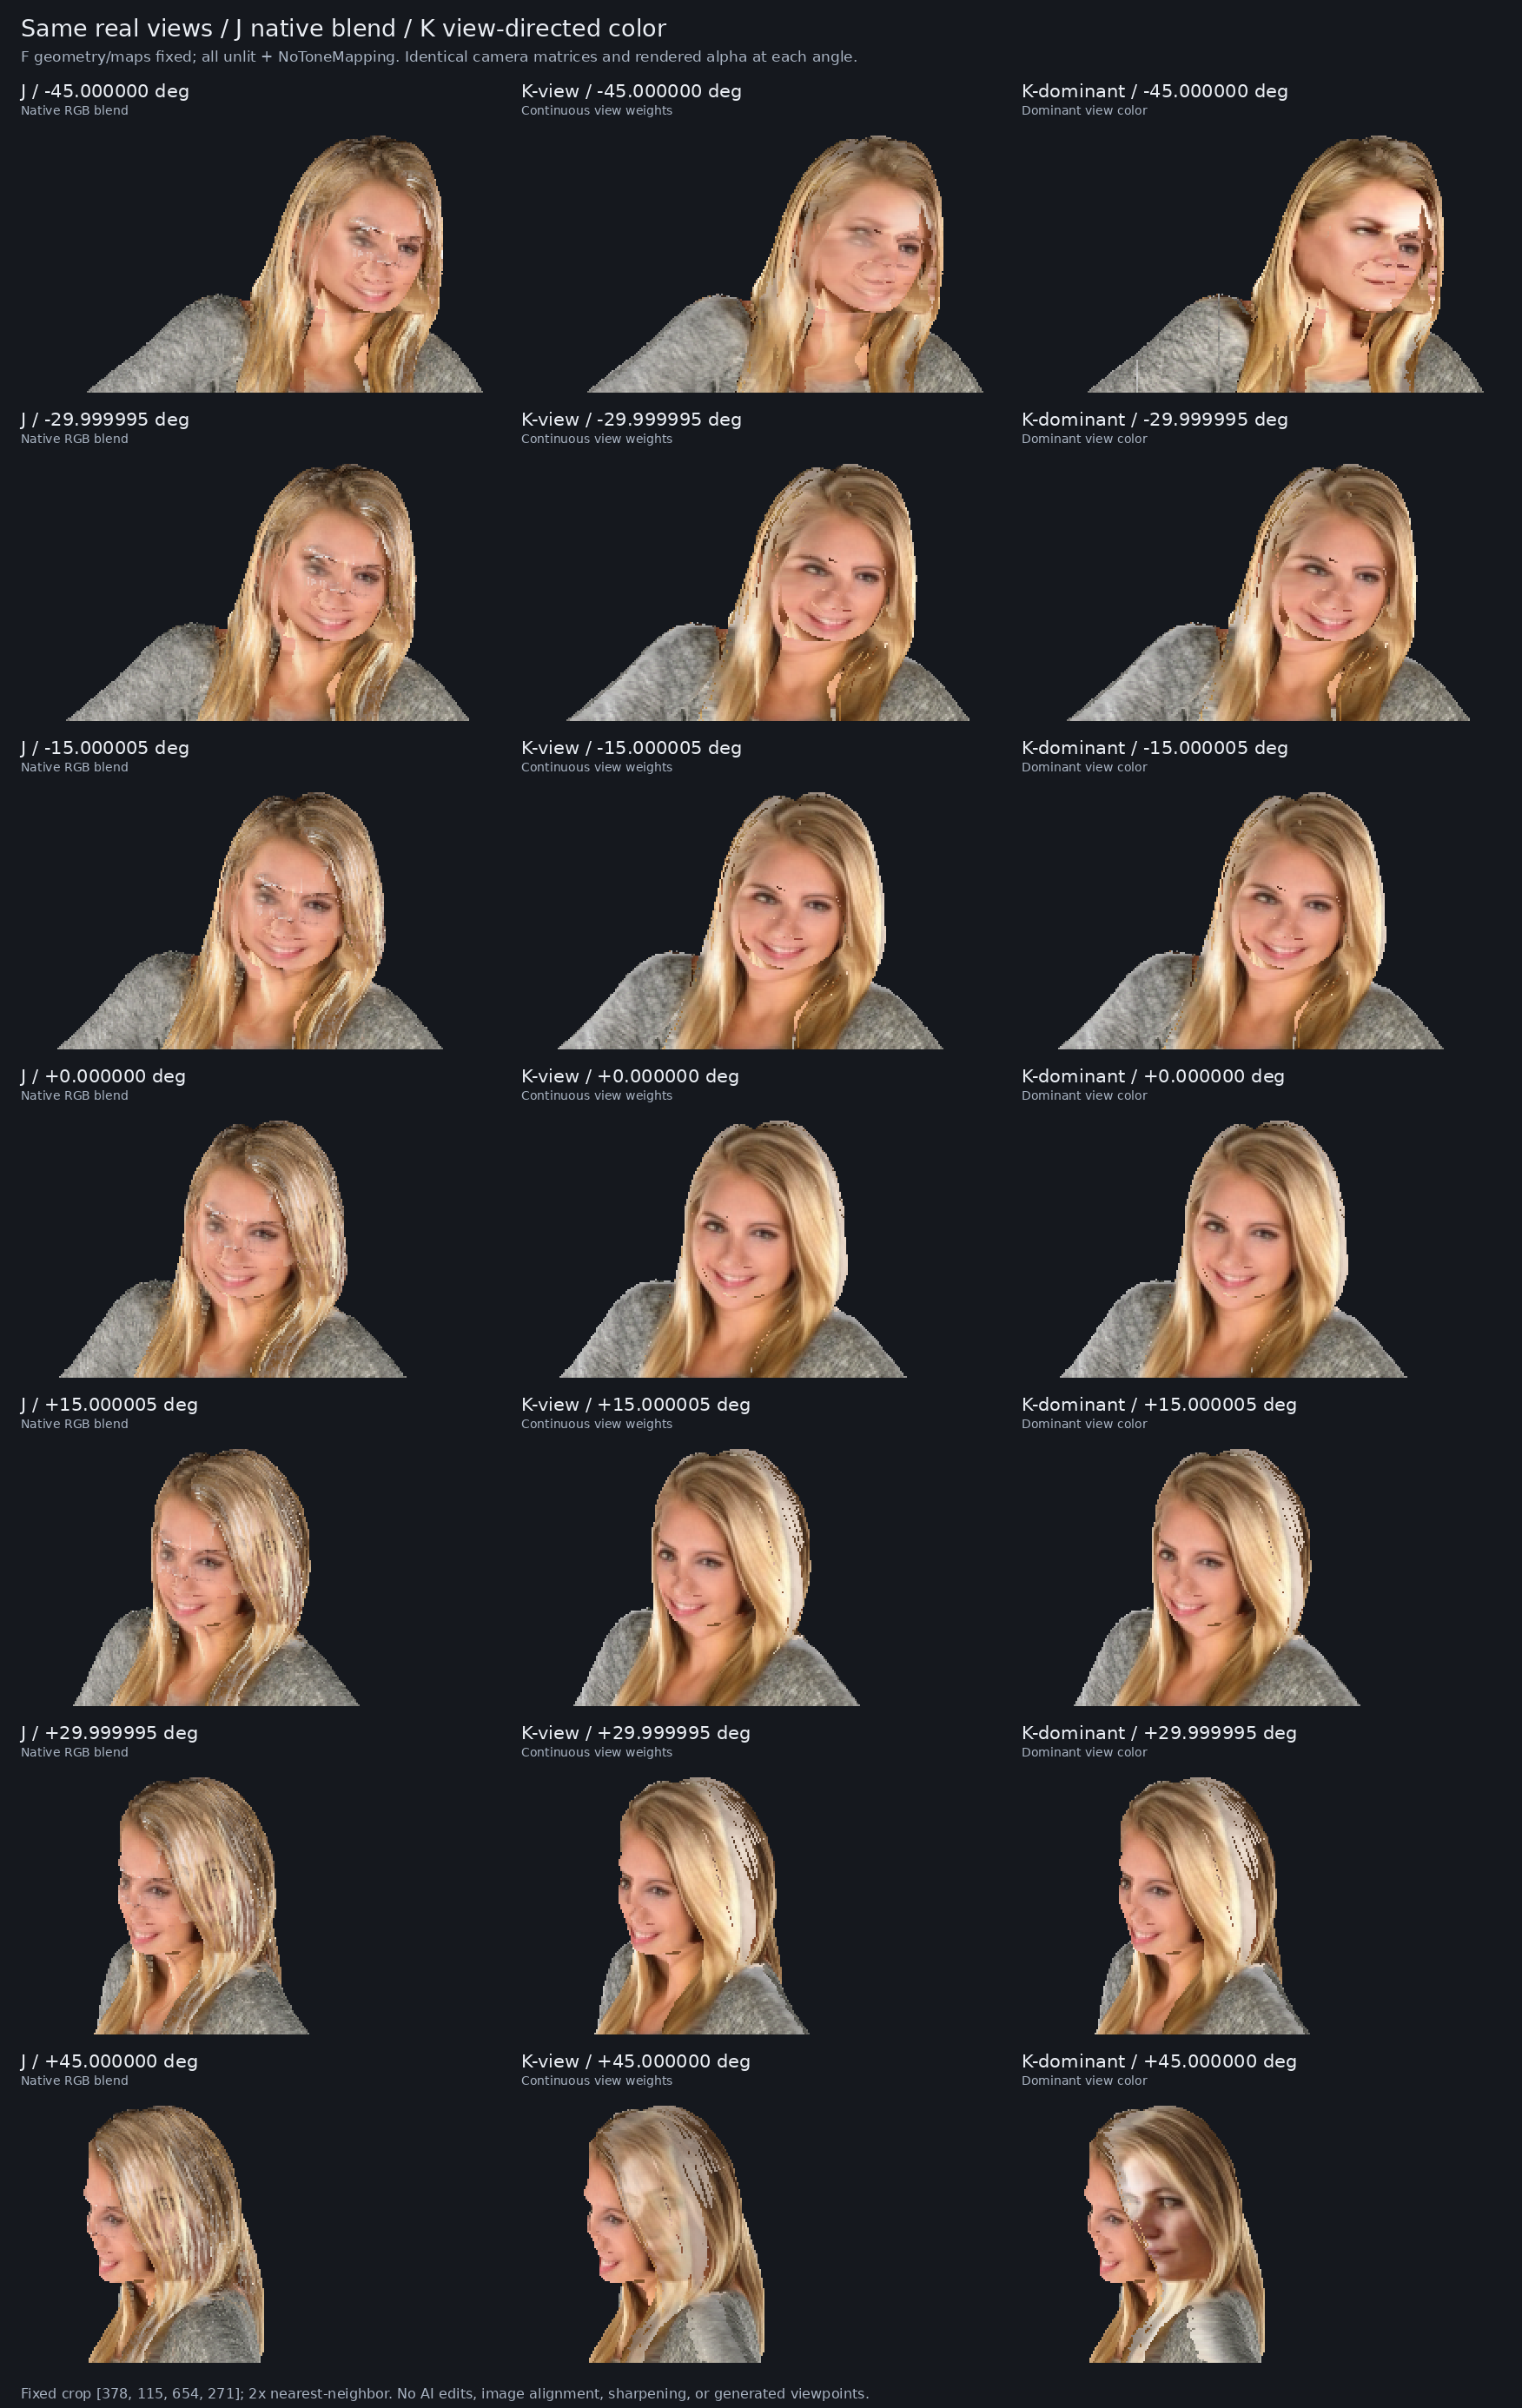 Same real views / J native blend / K view-directed color
F geometry/maps fixed; all unlit + NoToneMapping. Identical camera matrices and rendered alpha at each angle.
J / -45.000000 deg
Native RGB blend
K-view / -45.000000 deg
Continuous view weights
K-dominant / -45.000000 deg
Dominant view color
J / -29.999995 deg
Native RGB blend
K-view / -29.999995 deg
Continuous view weights
K-dominant / -29.999995 deg
Dominant view color
J / -15.000005 deg
Native RGB blend
K-view / -15.000005 deg
Continuous view weights
K-dominant / -15.000005 deg
Dominant view color
J / +0.000000 deg
Native RGB blend
K-view / +0.000000 deg
Continuous view weights
K-dominant / +0.000000 deg
Dominant view color
J / +15.000005 deg
Native RGB blend
K-view / +15.000005 deg
Continuous view weights
K-dominant / +15.000005 deg
Dominant view color
J / +29.999995 deg
Native RGB blend
K-view / +29.999995 deg
Continuous view weights
K-dominant / +29.999995 deg
Dominant view color
J / +45.000000 deg
Native RGB blend
K-view / +45.000000 deg
Continuous view weights
K-dominant / +45.000000 deg
Dominant view color
Fixed crop [378, 115, 654, 271]; 2x nearest-neighbor. No AI edits, image alignment, sharpening, or generated viewpoints.